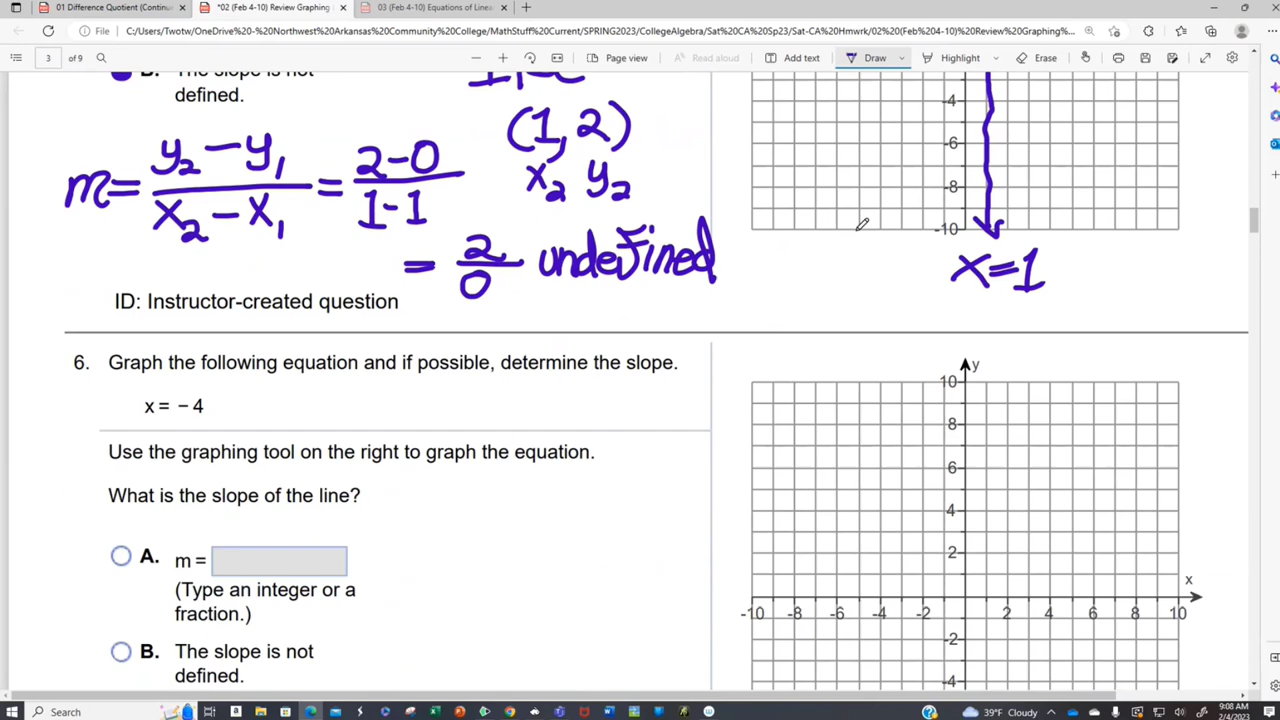 01 Difference Quotient (Continue
*02 (Feb 4-10) Review Graphing
03 (Feb 4-10) Equations of Linea
File
C:/Users/Twotw/OneDrive%20-%20Northwest%20Arkansas%20Community%20College/MathStuff%20Current/SPRING2023/CollegeAlgebra/Sat%20CA%20Sp23/Sat-CA%20Hmwrk/02%20(Feb%204-10)%20Review%20Graphing%...
3 of 9
Page view
Read aloud
Add text
Draw
Highlight
Erase
B. The slope is not
defined.
(1, 2)
x2 y2
m = y2 - y1 / x2 - x1 = 2-0 / 1-1
= 2/0 undefined
-4
-6
-8
-10
x=1
ID: Instructor-created question
6. Graph the following equation and if possible, determine the slope.
x = - 4
Use the graphing tool on the right to graph the equation.
What is the slope of the line?
A. m =
(Type an integer or a
fraction.)
B. The slope is not
defined.
y
10
8
6
4
2
x
-10 -8 -6 -4 -2 2 4 6 8 10
-2
-4
Search
39°F Cloudy
9:08 AM
2/4/2023